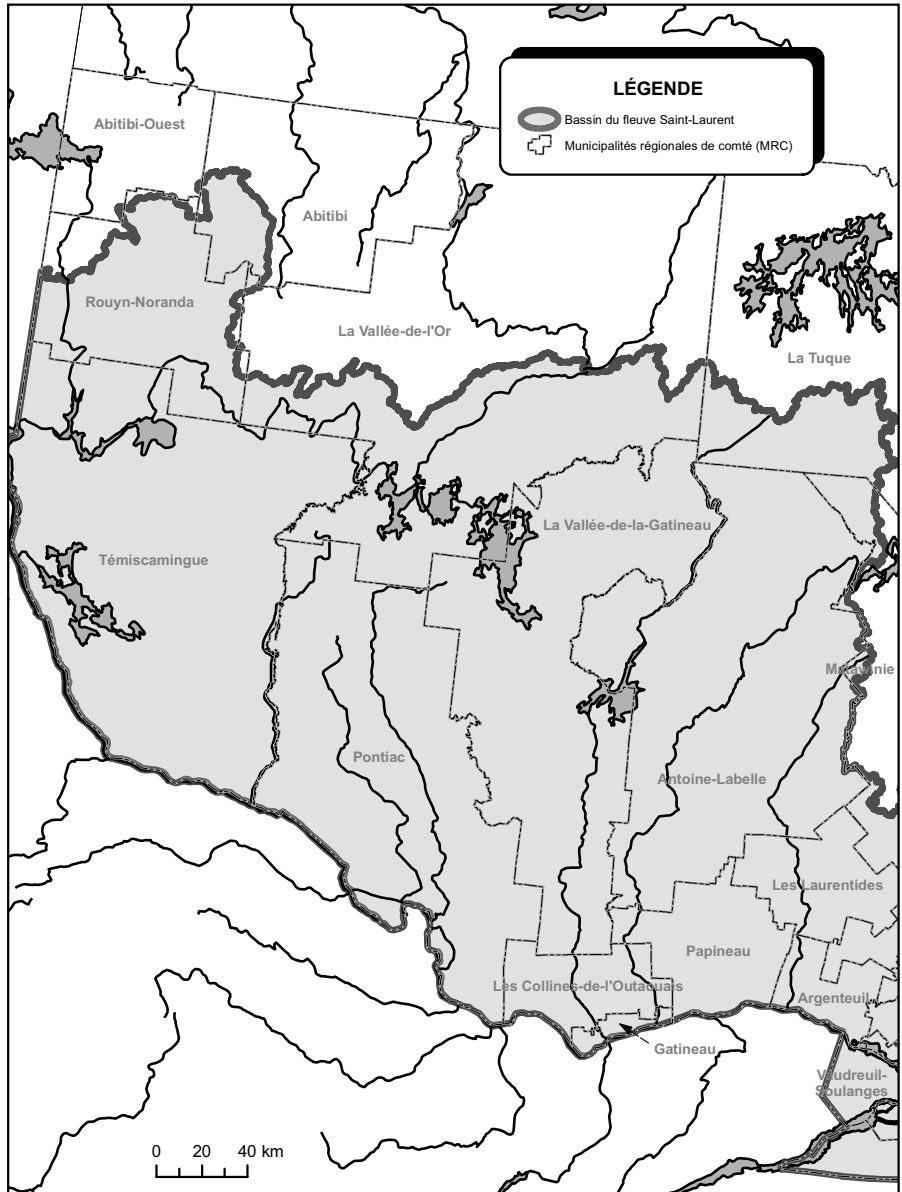 LÉGENDE
Bassin du fleuve Saint-Laurent
Municipalités régionales de comté (MRC)
Abitibi-Ouest
Abitibi
Rouyn-Noranda
La Vallée-de-l'Or
La Tuque
La Vallée-de-la-Gatineau
Témiscamingue
Matawinie
Pontiac
Antoine-Labelle
Les Laurentides
Papineau
Les Collines-de-l'Outaouais
Argenteuil
Gatineau
Vaudreuil-
Soulanges
0 20 40 km